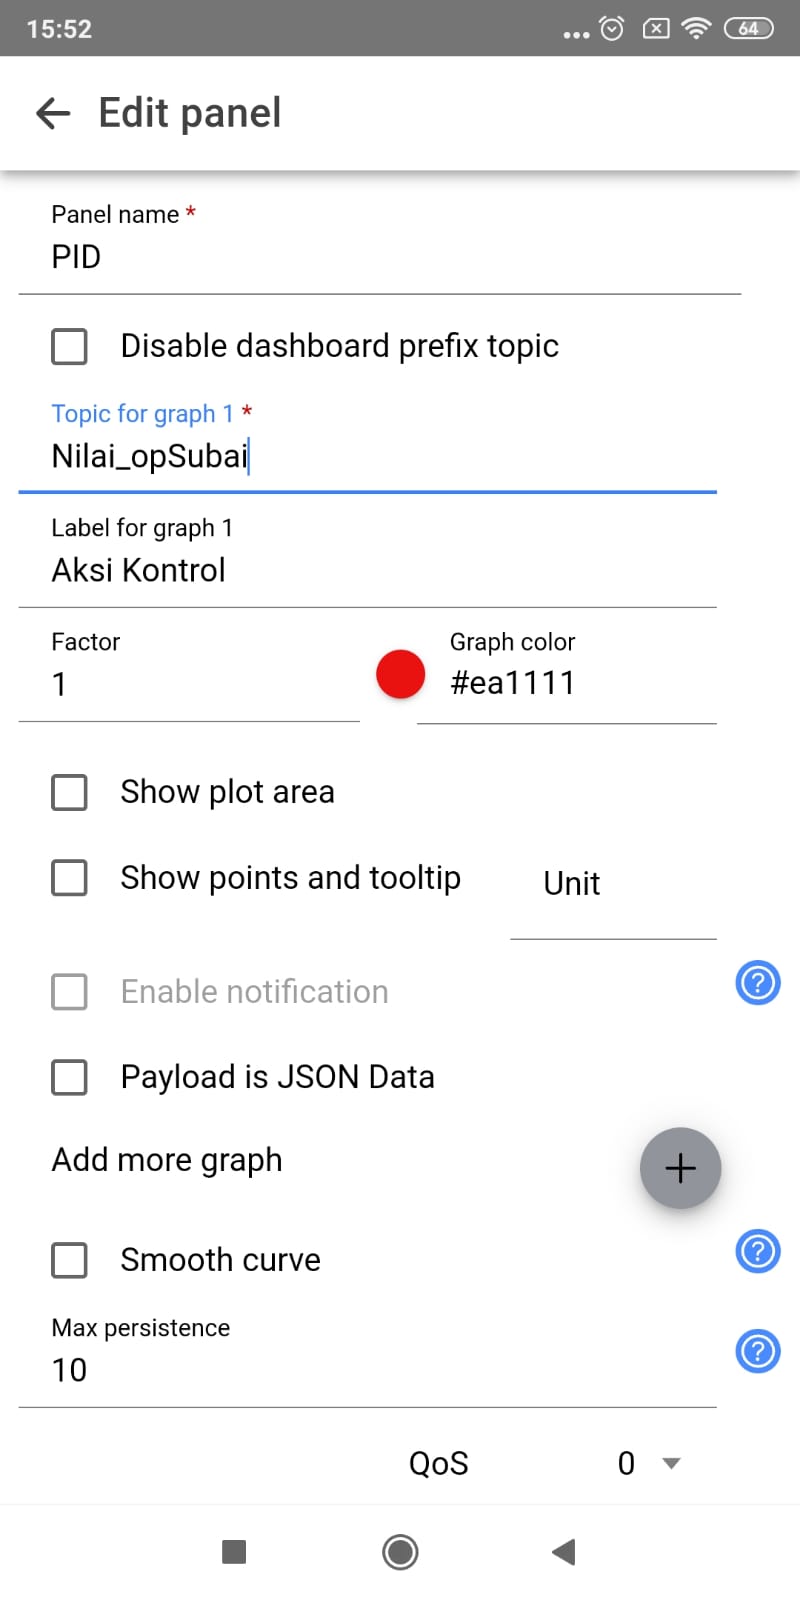 15:52
64
Edit panel
Panel name *
PID
Disable dashboard prefix topic
Topic for graph 1 *
Nilai_opSubai
Label for graph 1
Aksi Kontrol
Factor
1
Graph color
#ea1111
Show plot area
Show points and tooltip
Unit
Enable notification
?
Payload is JSON Data
Add more graph
+
Smooth curve
?
Max persistence
10
?
QoS
0